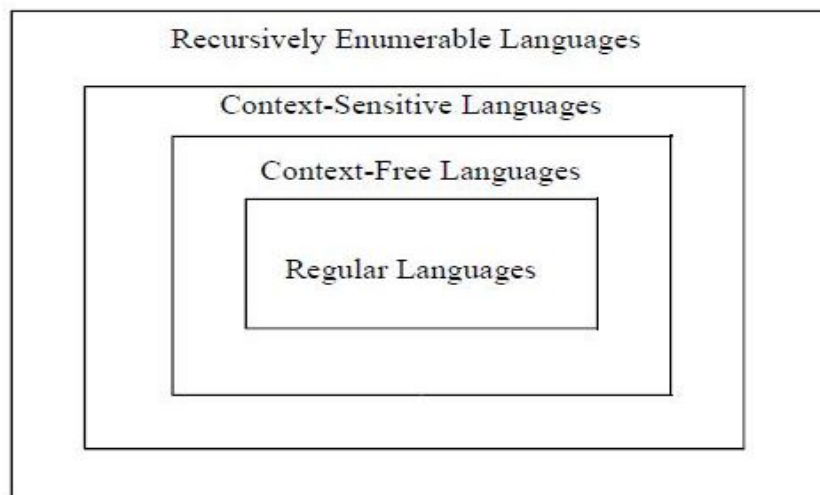 Recursively Enumerable Languages
Context-Sensitive Languages
Context-Free Languages
Regular Languages